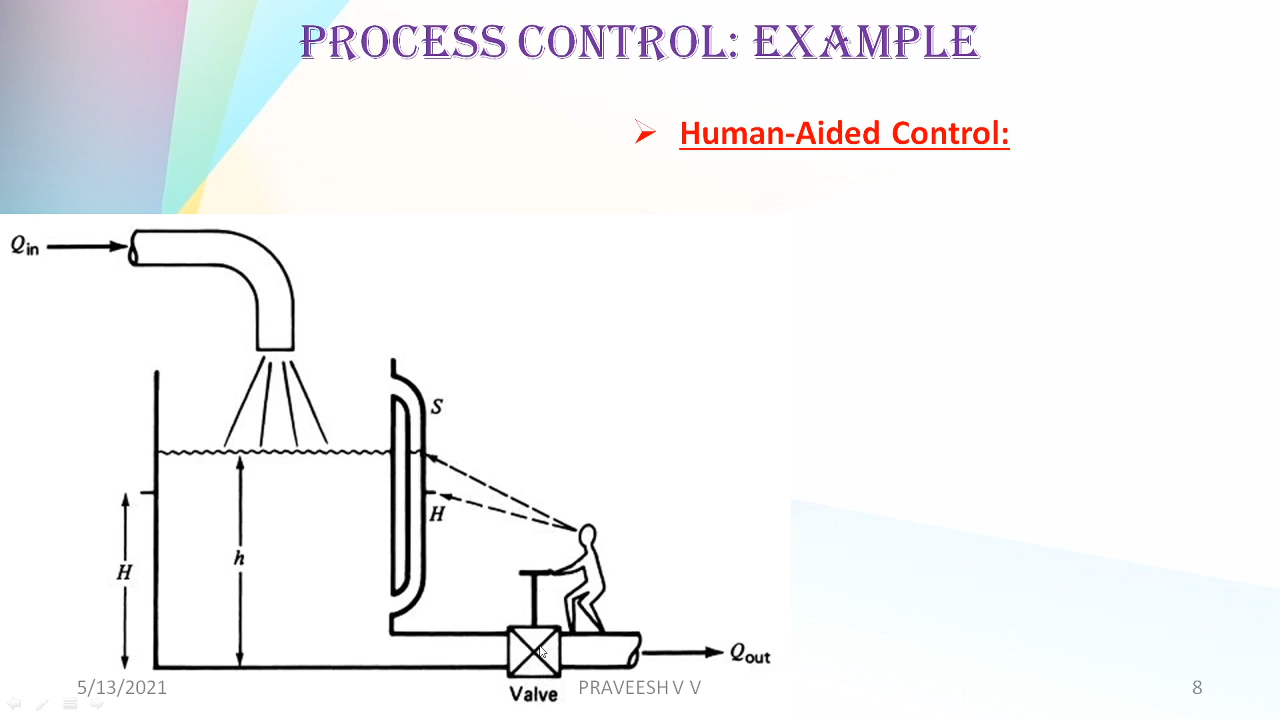 PROCESS CONTROL: EXAMPLE
Human-Aided Control:
Qin
S
H
H
h
Qout
Valve
5/13/2021
PRAVEESH V V
8